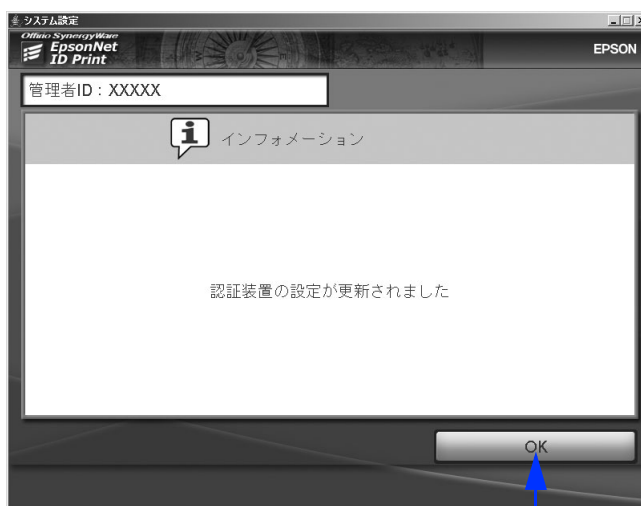 システム設定
Offirio SynergyWare
EpsonNet
ID Print
EPSON
管理者ID：XXXXX
i インフォメーション
認証装置の設定が更新されました
OK